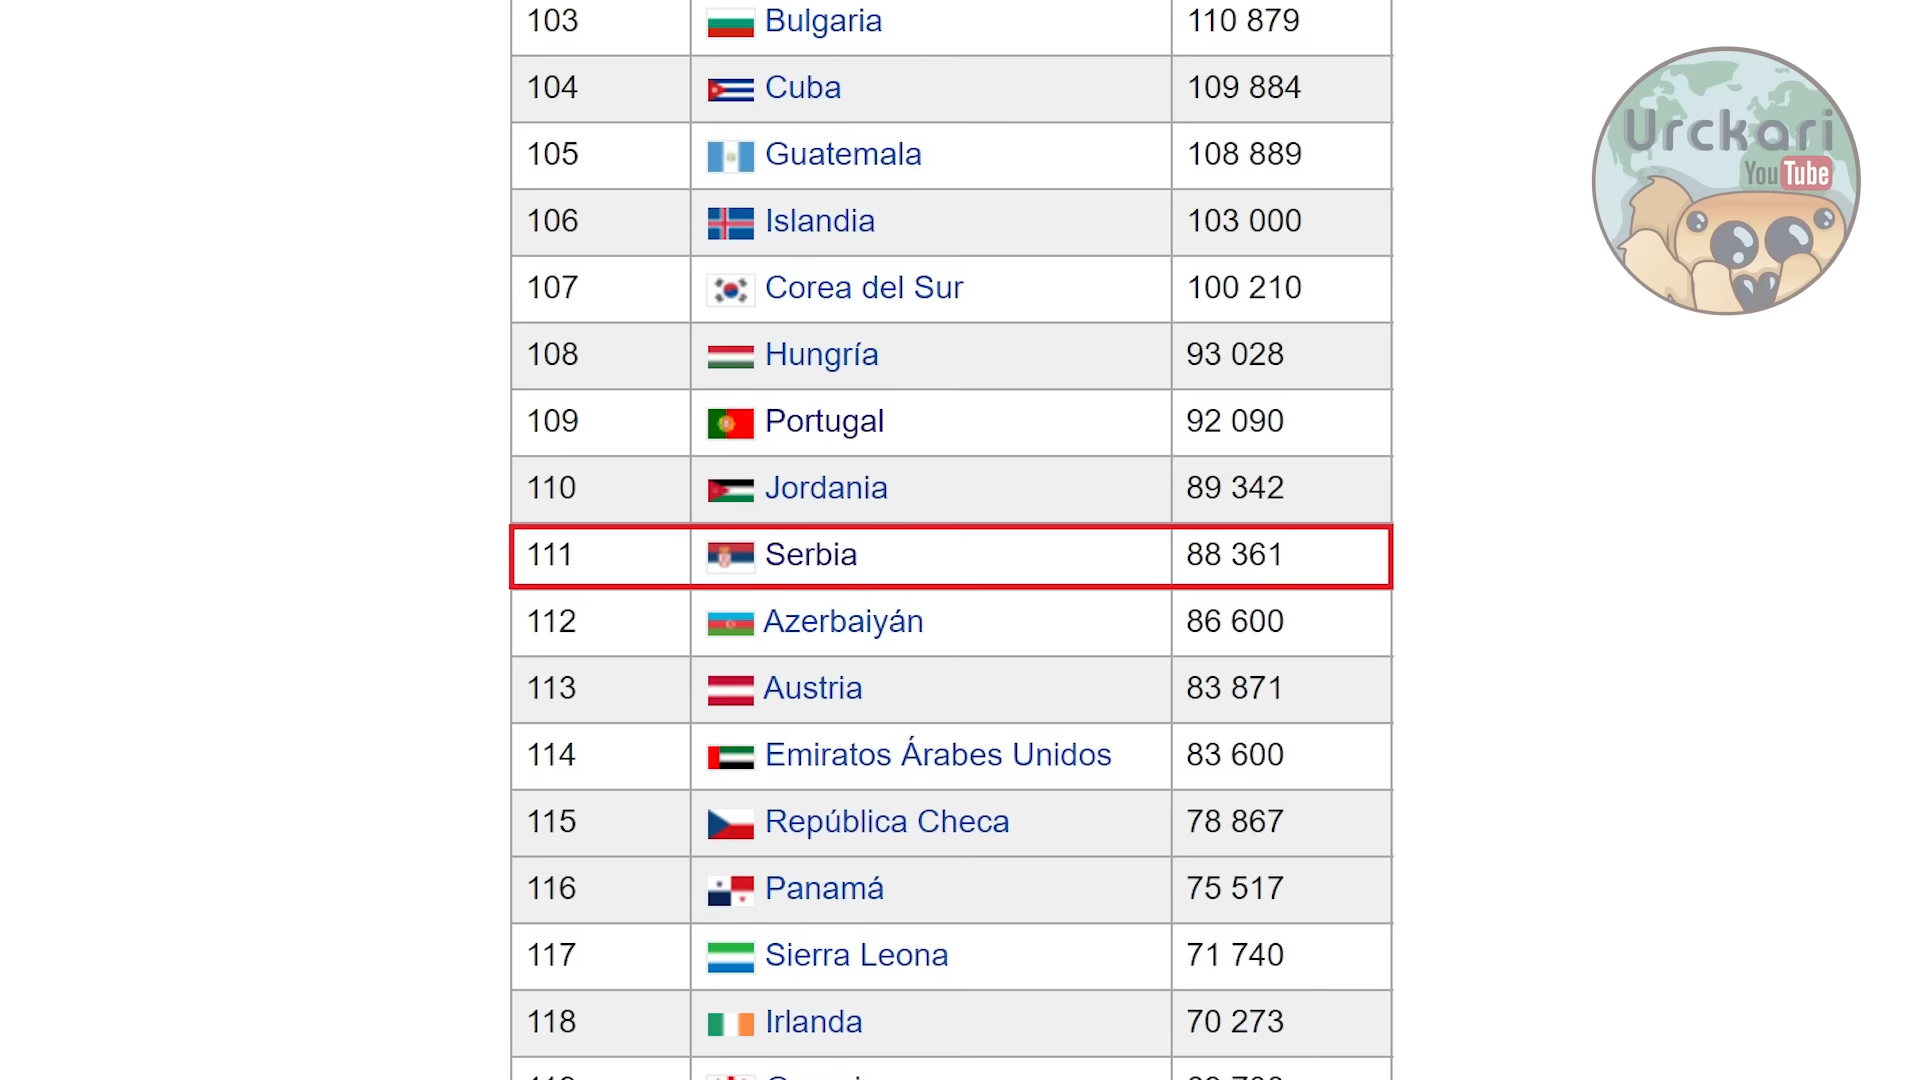 103 Bulgaria 110 879
104 Cuba 109 884
105 Guatemala 108 889
106 Islandia 103 000
107 Corea del Sur 100 210
108 Hungría 93 028
109 Portugal 92 090
110 Jordania 89 342
111 Serbia 88 361
112 Azerbaiyán 86 600
113 Austria 83 871
114 Emiratos Árabes Unidos 83 600
115 República Checa 78 867
116 Panamá 75 517
117 Sierra Leona 71 740
118 Irlanda 70 273
Urckari
YouTube